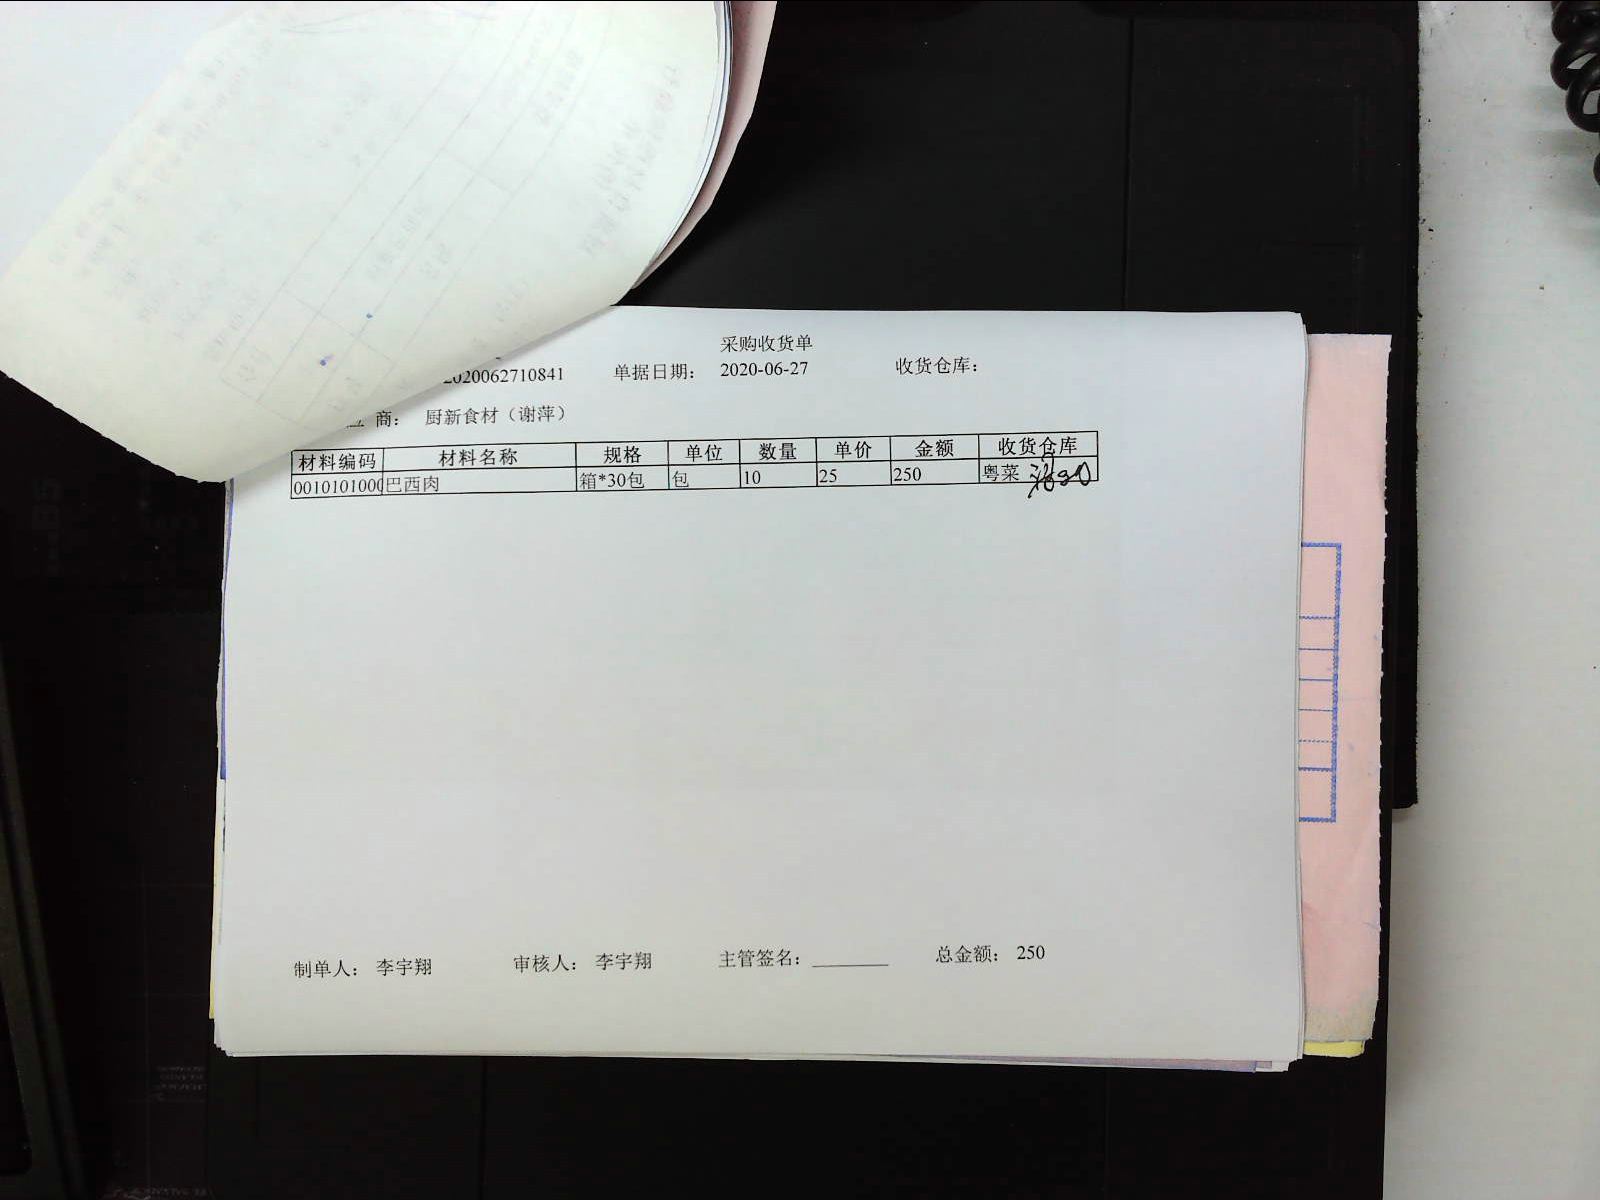 采购收货单
2020062710841 单据日期： 2020-06-27 收货仓库：
商： 厨新食材（谢萍）
材料编码 材料名称 规格 单位 数量 单价 金额 收货仓库
0010101000 巴西肉 箱*30包 包 10 25 250 粤菜
制单人： 李宇翔 审核人： 李宇翔 主管签名： ________ 总金额： 250